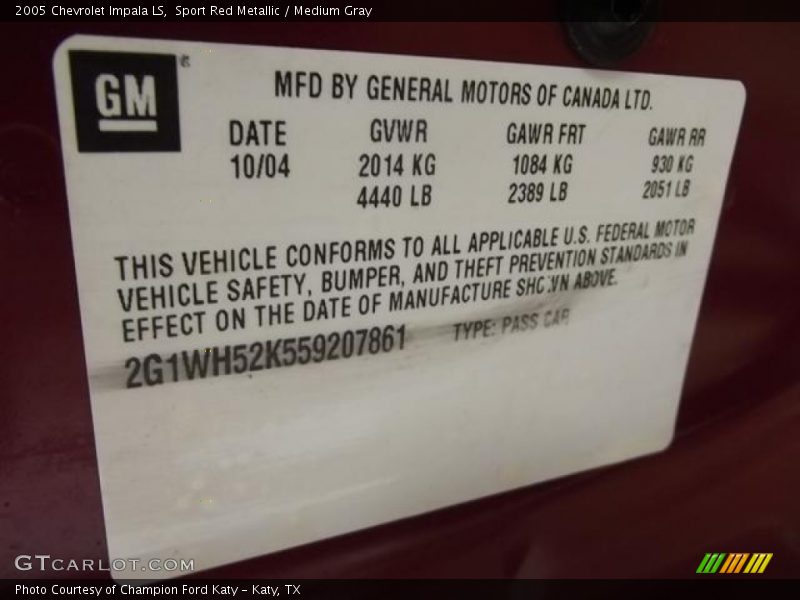 2005 Chevrolet Impala LS,  Sport Red Metallic / Medium Gray
GM®
MFD BY GENERAL MOTORS OF CANADA LTD.
DATE GVWR GAWR FRT GAWR RR
10/04 2014 KG 1084 KG 930 KG
4440 LB 2389 LB 2051 LB
THIS VEHICLE CONFORMS TO ALL APPLICABLE U.S. FEDERAL MOTOR
VEHICLE SAFETY, BUMPER, AND THEFT PREVENTION STANDARDS IN
EFFECT ON THE DATE OF MANUFACTURE SHOWN ABOVE.
2G1WH52K559207861 TYPE: PASS CAR
GTCARLOT.COM
Photo Courtesy of Champion Ford Katy - Katy, TX